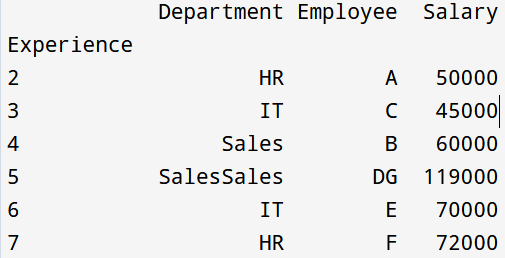 Department Employee Salary
Experience
2 HR A 50000
3 IT C 45000
4 Sales B 60000
5 SalesSales DG 119000
6 IT E 70000
7 HR F 72000